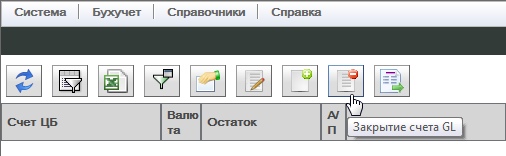 Система Бухучет Справочники Справка
Счет ЦБ Валю
та Остаток А/
П
Закрытие счета GL